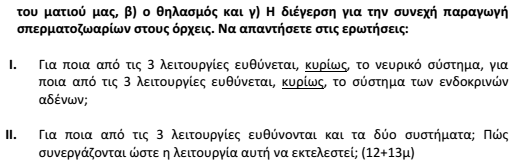 του ματιού μας, β) ο θηλασμός και γ) Η διέγερση για την συνεχή παραγωγή
σπερματοζωαρίων στους όρχεις. Να απαντήσετε στις ερωτήσεις:
I. Για ποια από τις 3 λειτουργίες ευθύνεται, κυρίως, το νευρικό σύστημα, για
ποια από τις 3 λειτουργίες ευθύνεται, κυρίως, το σύστημα των ενδοκρινών
αδένων;
II. Για ποια από τις 3 λειτουργίες ευθύνονται και τα δύο συστήματα; Πώς
συνεργάζονται ώστε η λειτουργία αυτή να εκτελεστεί; (12+13μ)